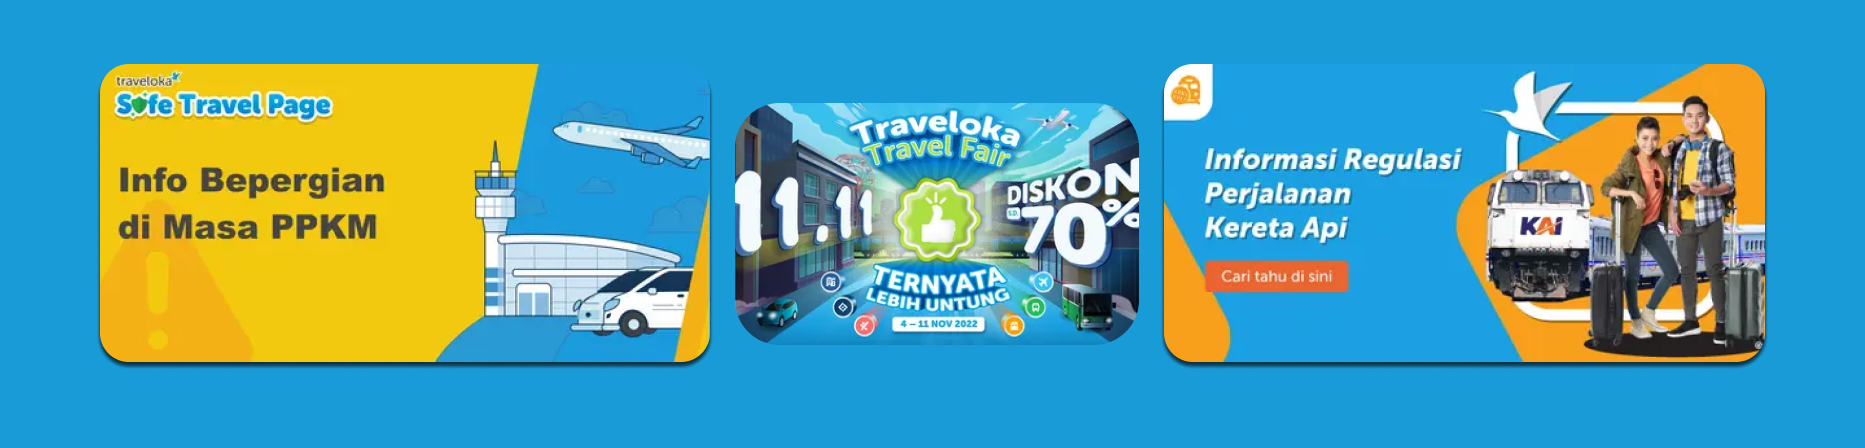 traveloka
Safe Travel Page
Info Bepergian
di Masa PPKM
Traveloka
Travel Fair
11.11
DISKON
S.D. 70%
TERNYATA
LEBIH UNTUNG
4 – 11 NOV 2022
Informasi Regulasi
Perjalanan
Kereta Api
Cari tahu di sini
KAI